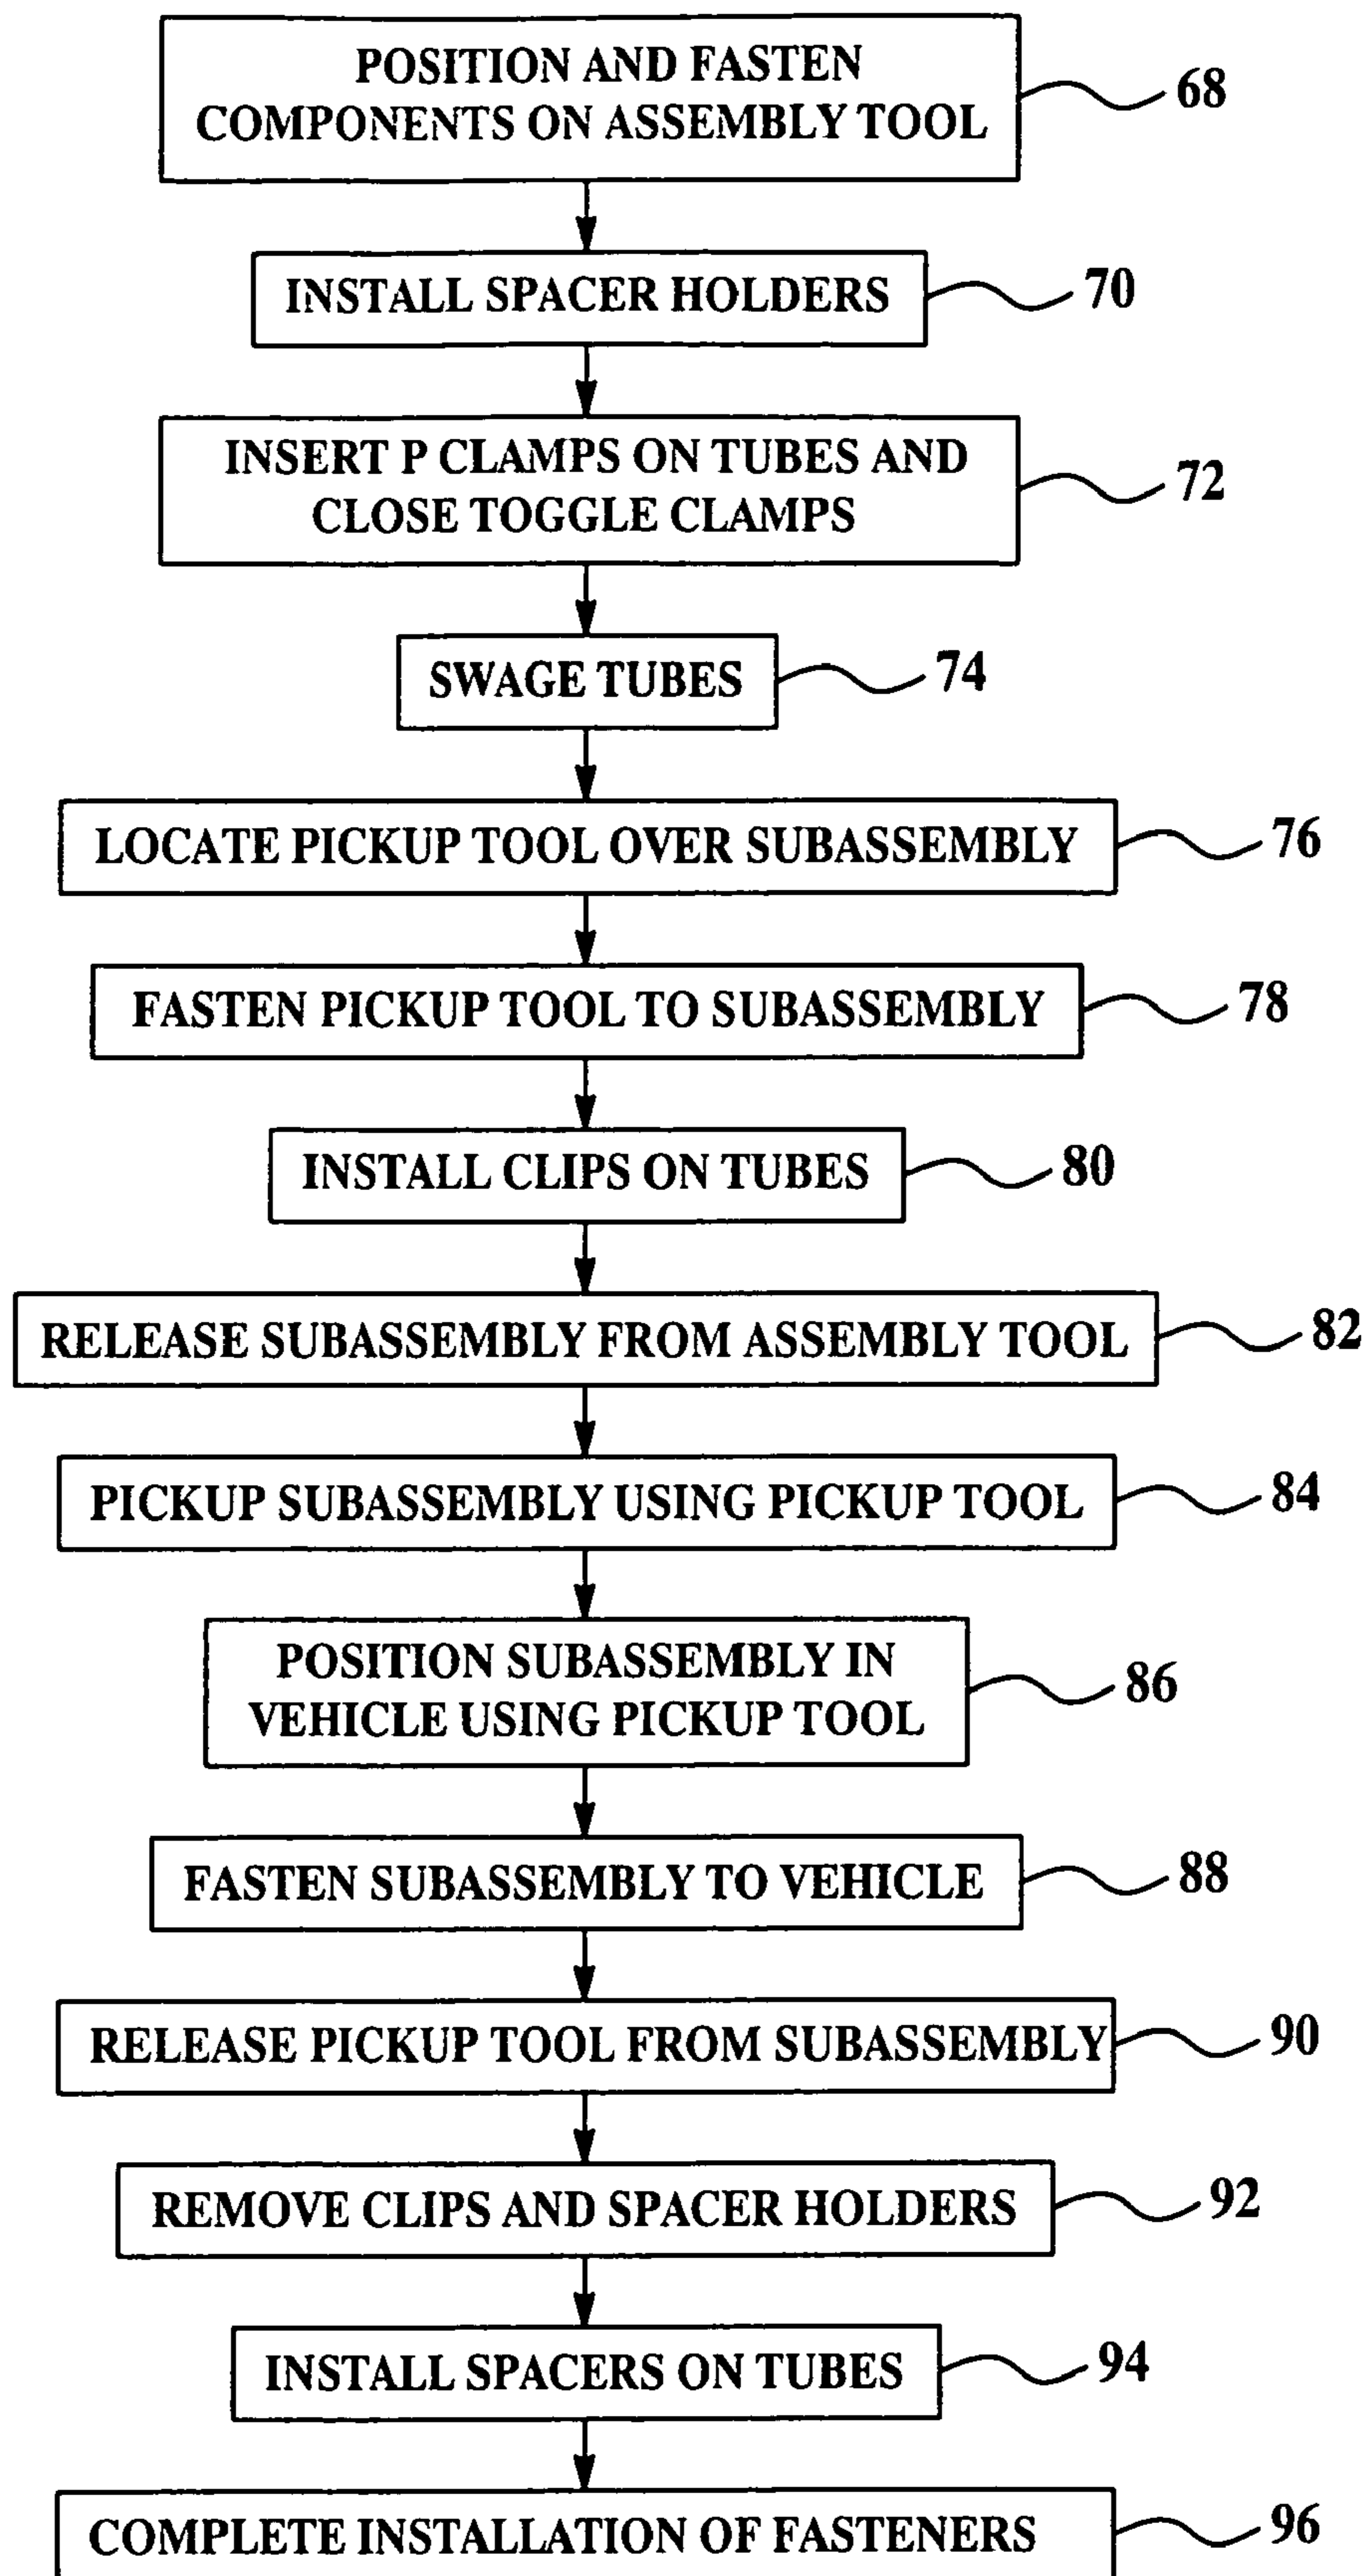 POSITION AND FASTEN
COMPONENTS ON ASSEMBLY TOOL
68
INSTALL SPACER HOLDERS
70
INSERT P CLAMPS ON TUBES AND
CLOSE TOGGLE CLAMPS
72
SWAGE TUBES
74
LOCATE PICKUP TOOL OVER SUBASSEMBLY
76
FASTEN PICKUP TOOL TO SUBASSEMBLY
78
INSTALL CLIPS ON TUBES
80
RELEASE SUBASSEMBLY FROM ASSEMBLY TOOL
82
PICKUP SUBASSEMBLY USING PICKUP TOOL
84
POSITION SUBASSEMBLY IN
VEHICLE USING PICKUP TOOL
86
FASTEN SUBASSEMBLY TO VEHICLE
88
RELEASE PICKUP TOOL FROM SUBASSEMBLY
90
REMOVE CLIPS AND SPACER HOLDERS
92
INSTALL SPACERS ON TUBES
94
COMPLETE INSTALLATION OF FASTENERS
96